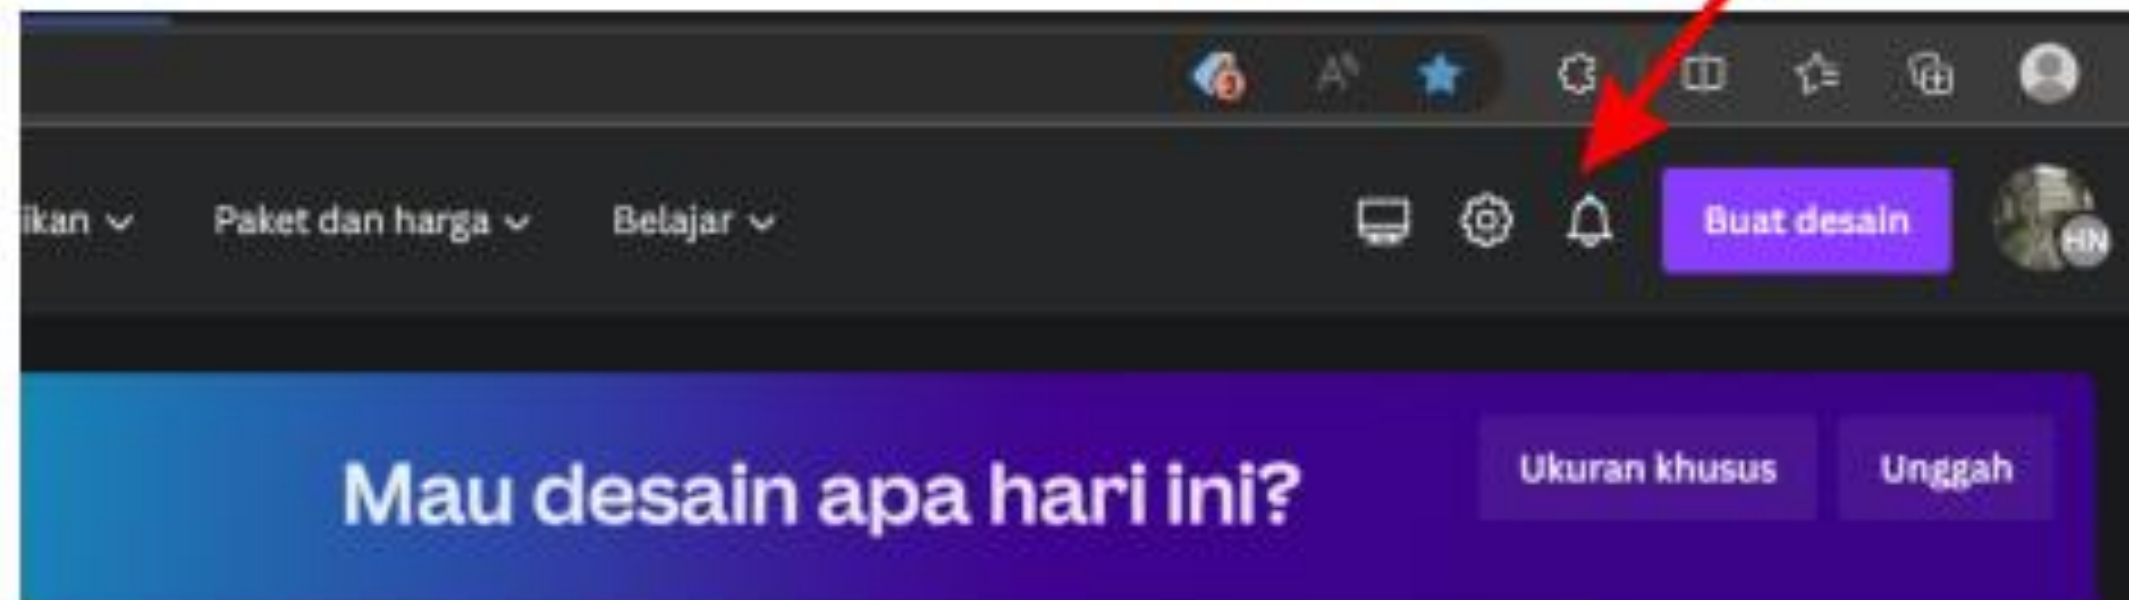 ikan
Paket dan harga
Belajar
Buat desain
HN
Mau desain apa hari ini?
Ukuran khusus
Unggah